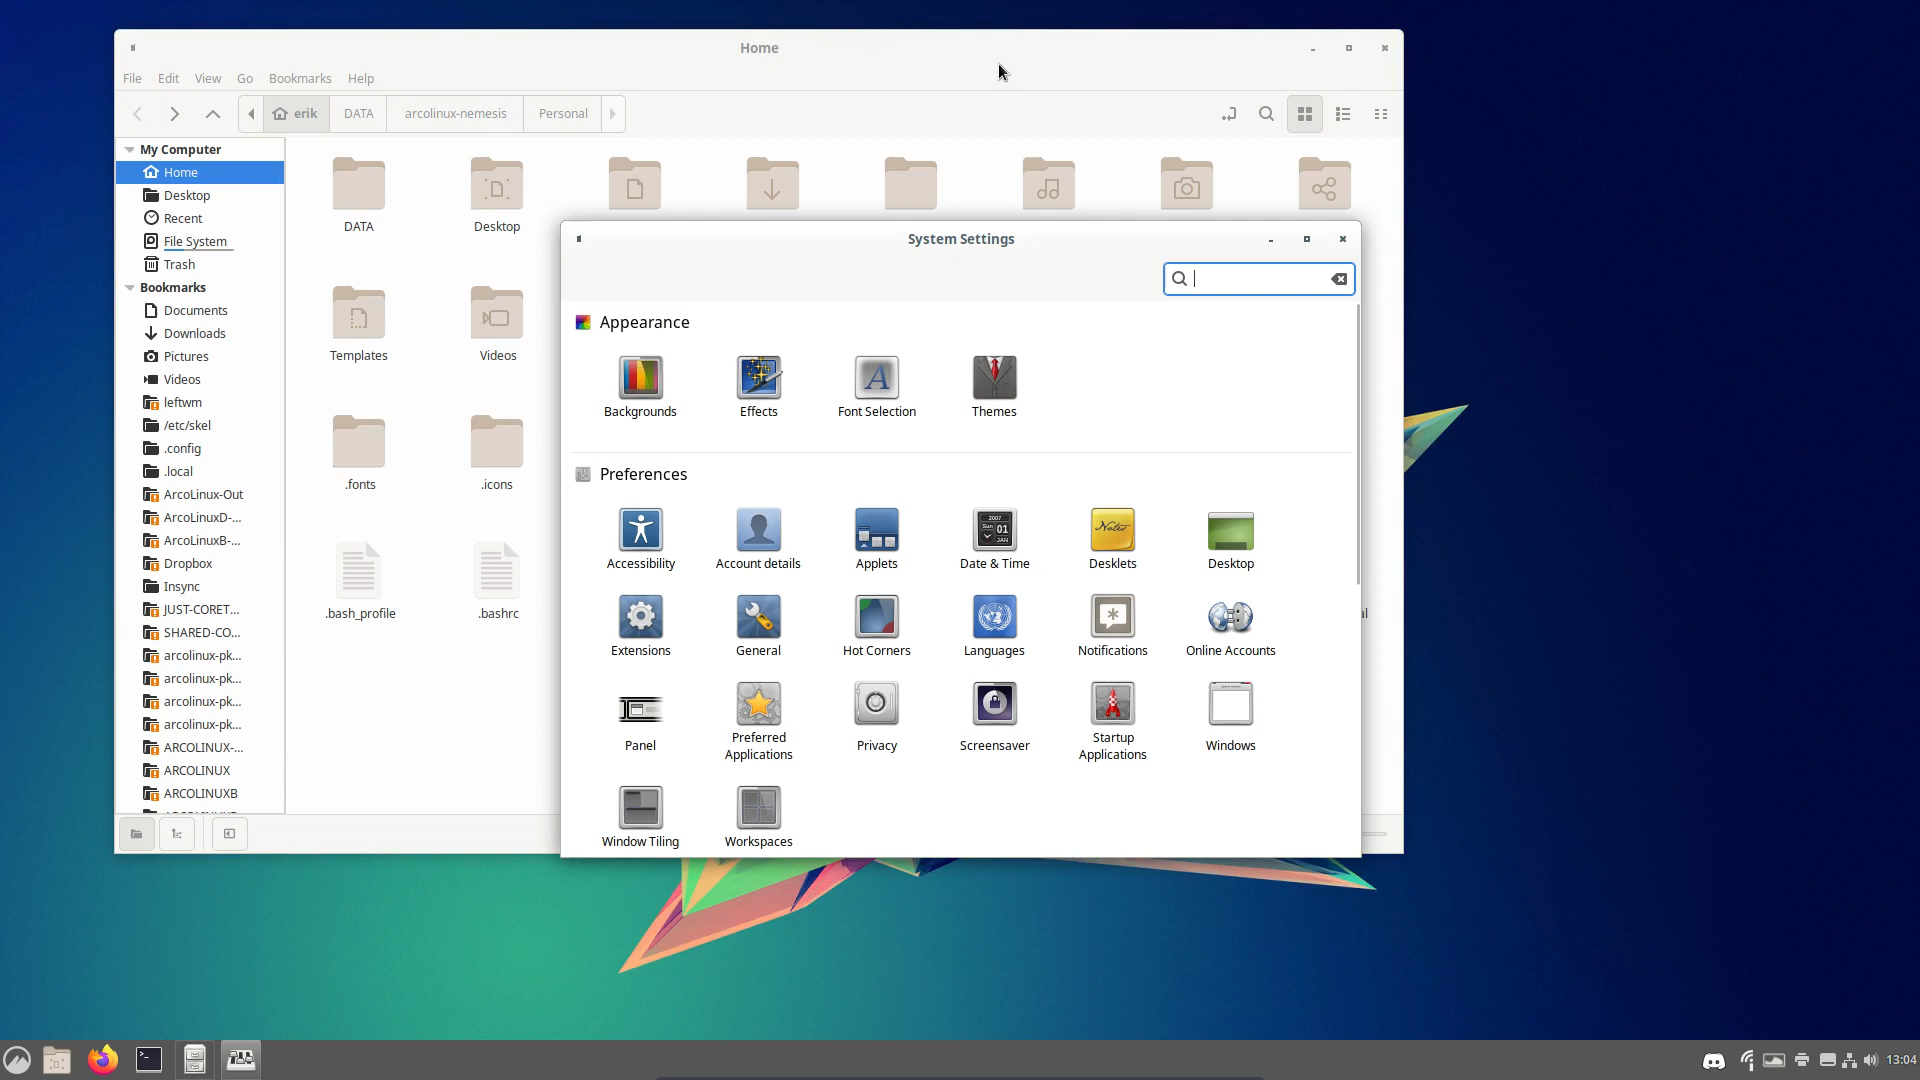 Home
File Edit View Go Bookmarks Help
erik DATA arcolinux-nemesis Personal
My Computer
Home
Desktop
Recent
File System
Trash
Bookmarks
Documents
Downloads
Pictures
Videos
leftwm
/etc/skel
.config
.local
ArcoLinux-Out
ArcoLinuxD-...
ArcoLinuxB-...
Dropbox
Insync
JUST-CORET...
SHARED-CO...
arcolinux-pk...
arcolinux-pk...
arcolinux-pk...
arcolinux-pk...
ARCOLINUX-...
ARCOLINUX
ARCOLINUXB
DATA Desktop
Templates Videos
.fonts .icons
.bash_profile .bashrc
System Settings
Appearance
Backgrounds Effects Font Selection Themes
Preferences
Accessibility Account details Applets Date & Time Desklets Desktop
Extensions General Hot Corners Languages Notifications Online Accounts
Panel Preferred Applications Privacy Screensaver Startup Applications Windows
Window Tiling Workspaces
13:04